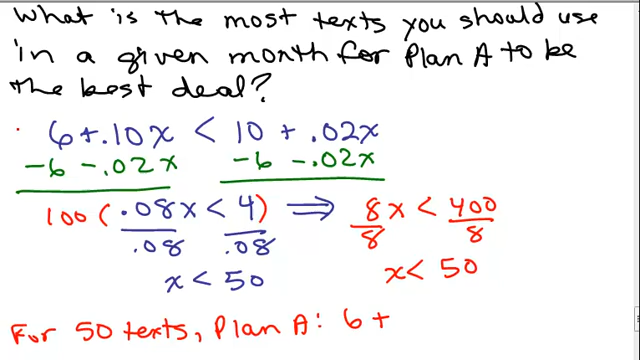 What is the most texts you should use
in a given month for Plan A to be
the best deal?
6 + .10x < 10 + .02x
-6 - .02x -6 - .02x
100 ( .08x < 4 ) ⟹ 8x < 400
.08 .08 8 8
x < 50 x < 50
For 50 texts, Plan A: 6 +